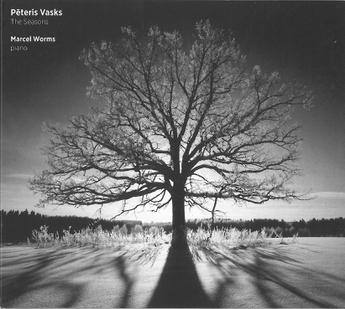 Pēteris Vasks
The Seasons
Marcel Worms
piano